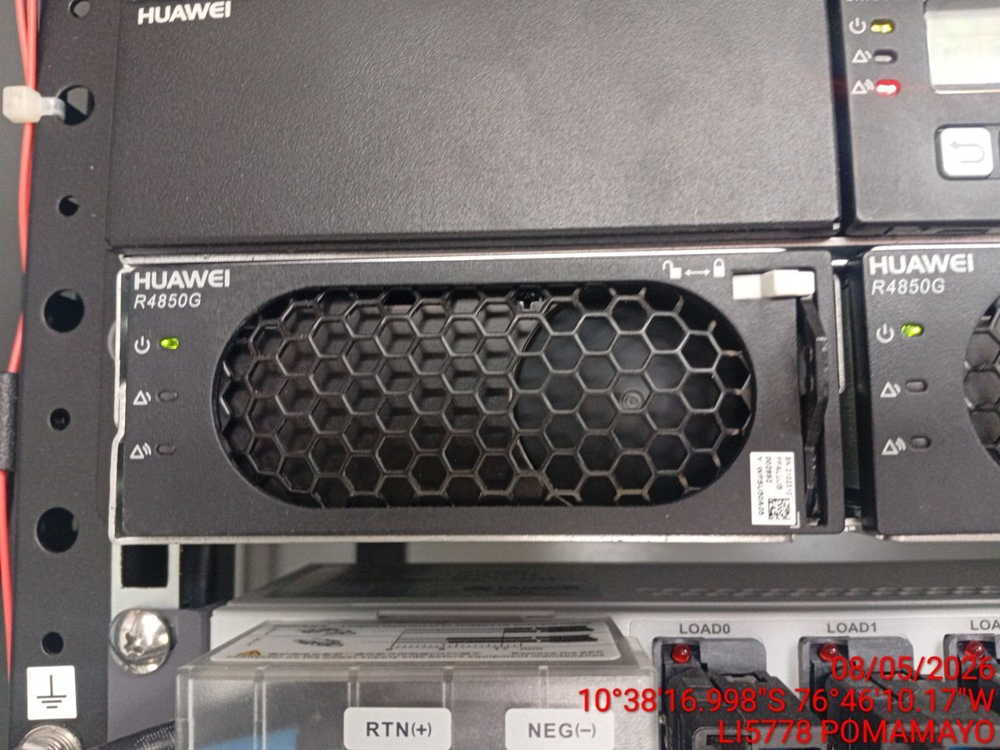 HUAWEI
HUAWEI
R4850G
HUAWEI
R4850G
LOAD0
LOAD1
RTN(+)
NEG(−)
08/05/2026
10°38'16.998"S 76°46'10.17"W
LI5778 POMAMAYO